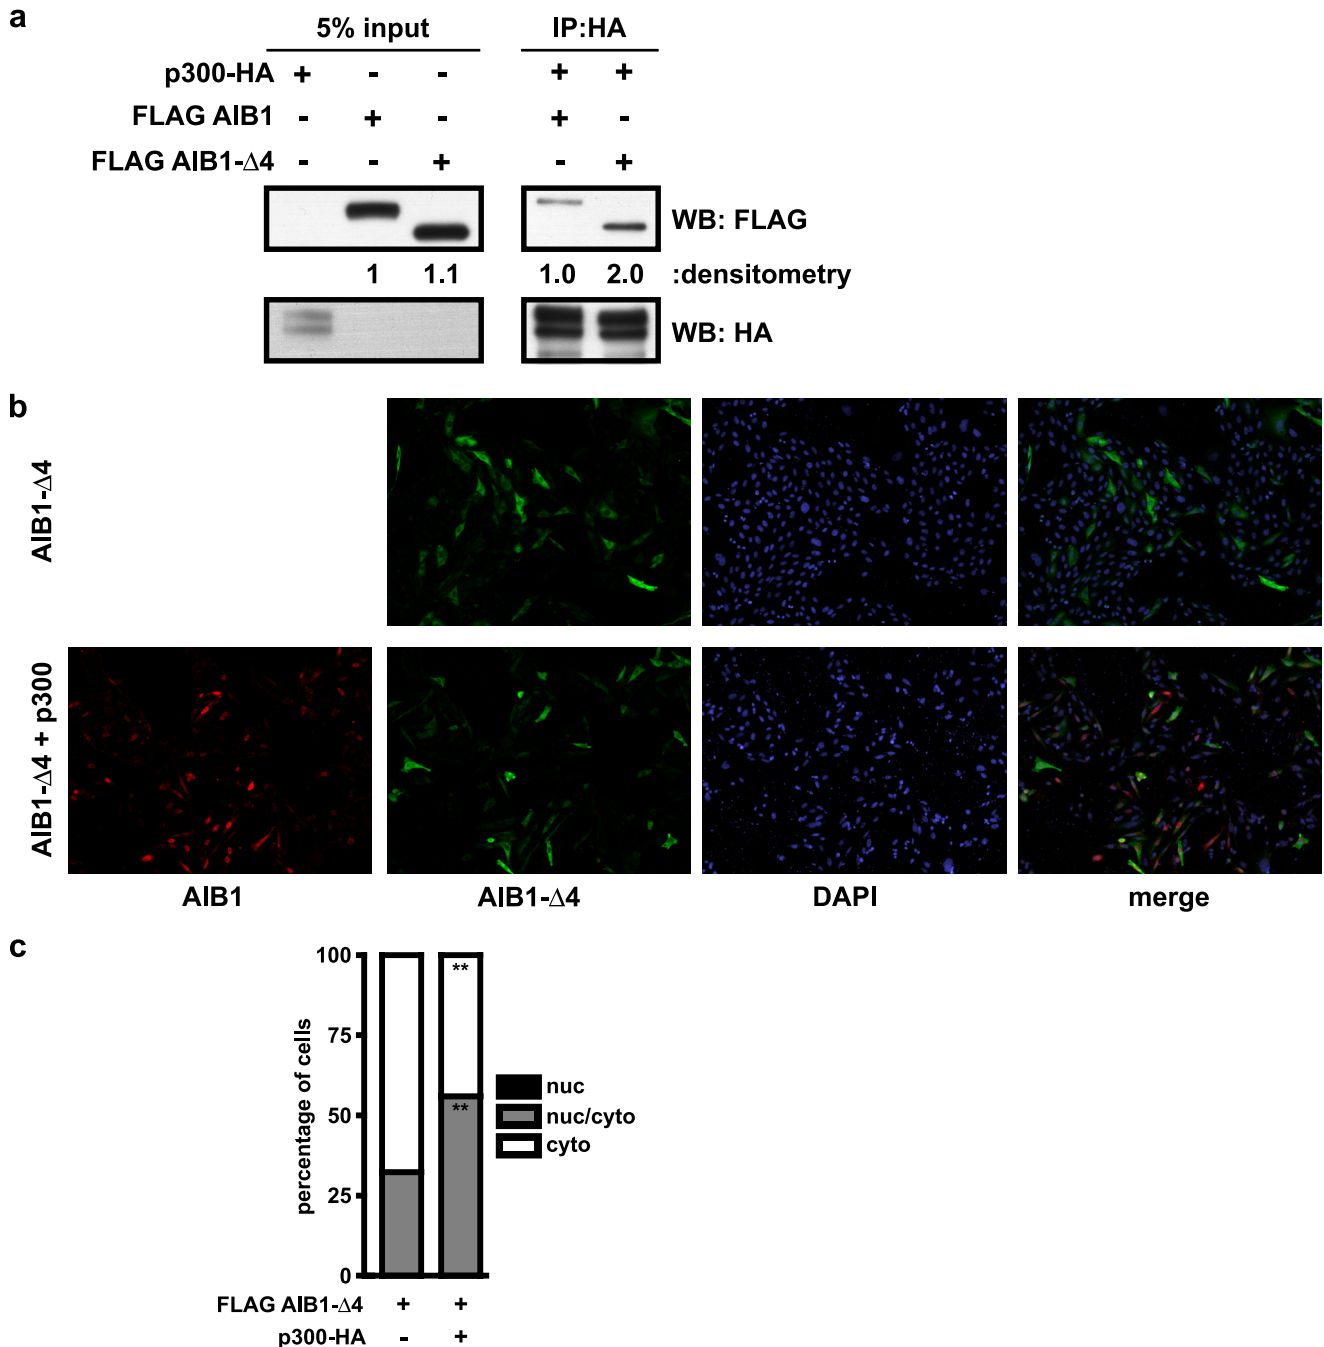 a
5% input IP:HA
p300-HA + - - + +
FLAG AIB1 - + - + -
FLAG AIB1-Δ4 - - + - +
WB: FLAG
1 1.1 1.0 2.0 :densitometry
WB: HA
b
AIB1-Δ4
AIB1-Δ4 + p300
AIB1 AIB1-Δ4 DAPI merge
c
percentage of cells
100
75
50
25
0
**
**
nuc
nuc/cyto
cyto
FLAG AIB1-Δ4 + +
p300-HA - +